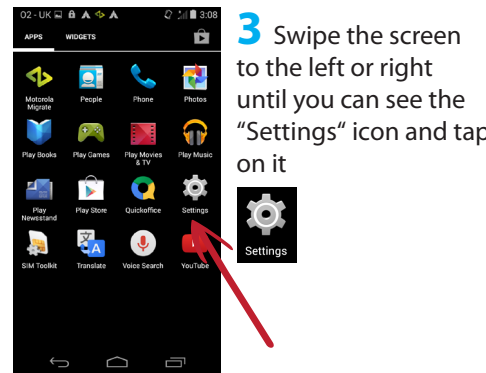 O2 - UK 3:08
APPS WIDGETS
Motorola Migrate People Phone Photos
Play Books Play Games Play Movies & TV Play Music
Play Newsstand Play Store Quickoffice Settings
SIM Toolkit Translate Voice Search YouTube
3 Swipe the screen
to the left or right
until you can see the
“Settings“ icon and tap
on it
Settings